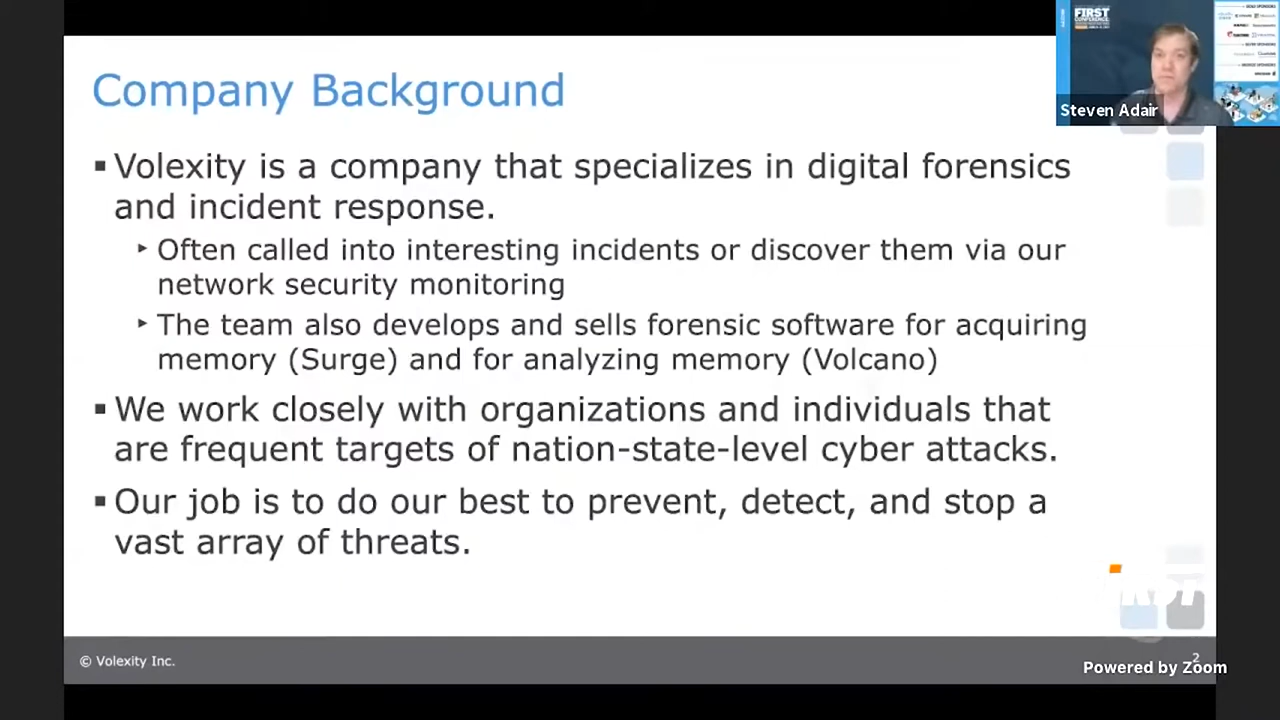 Company Background
FIRST
CONFERENCE
Steven Adair
▪ Volexity is a company that specializes in digital forensics
and incident response.
▸ Often called into interesting incidents or discover them via our
network security monitoring
▸ The team also develops and sells forensic software for acquiring
memory (Surge) and for analyzing memory (Volcano)
▪ We work closely with organizations and individuals that
are frequent targets of nation-state-level cyber attacks.
▪ Our job is to do our best to prevent, detect, and stop a
vast array of threats.
© Volexity Inc.
2
Powered by Zoom